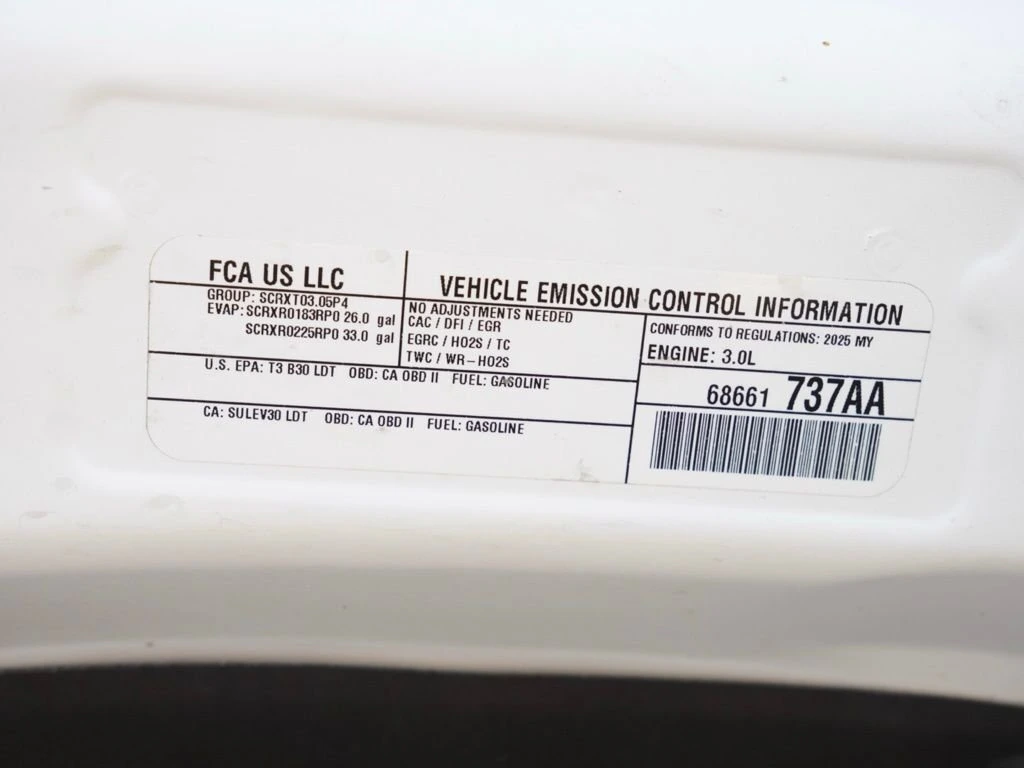 FCA US LLC
VEHICLE EMISSION CONTROL INFORMATION
GROUP: SCRXT03.05P4
EVAP: SCRXR0183RP0 26.0 gal
SCRXR0225RP0 33.0 gal
NO ADJUSTMENTS NEEDED
CAC / DFI / EGR
EGRC / HO2S / TC
TWC / WR-HO2S
CONFORMS TO REGULATIONS: 2025 MY
ENGINE: 3.0L
U.S. EPA: T3 B30 LDT OBD: CA OBD II FUEL: GASOLINE
68661 737AA
CA: SULEV30 LDT OBD: CA OBD II FUEL: GASOLINE